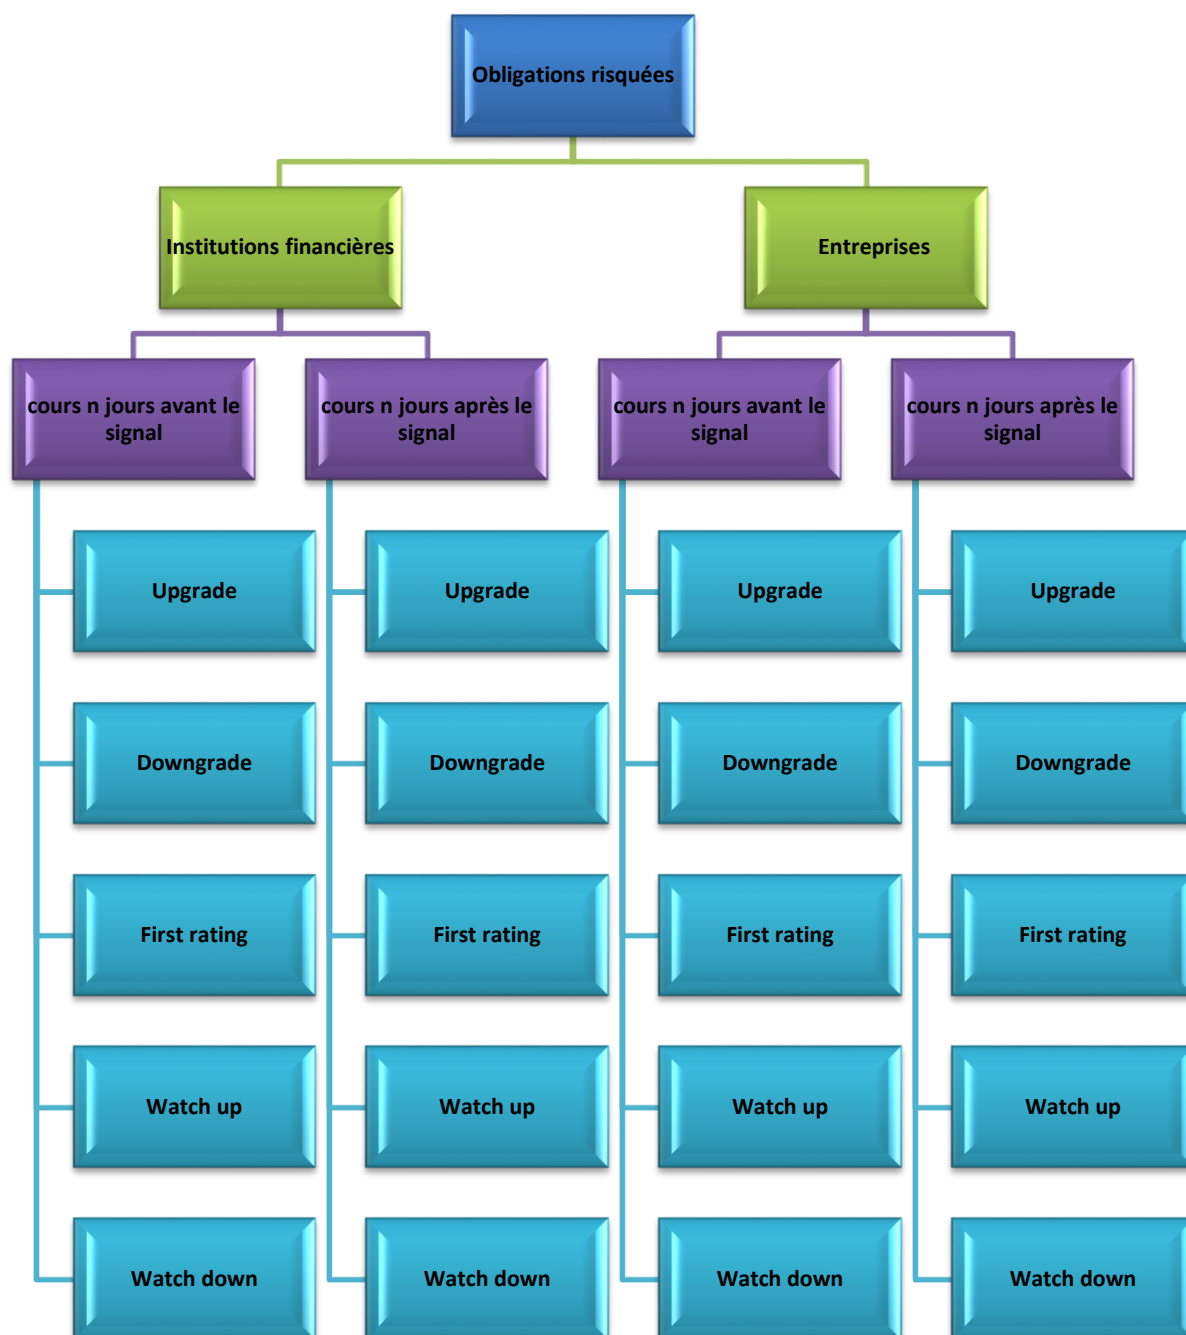 Obligations risquées
Institutions financières
Entreprises
cours n jours avant le
signal
cours n jours après le
signal
cours n jours avant le
signal
cours n jours après le
signal
Upgrade
Upgrade
Upgrade
Upgrade
Downgrade
Downgrade
Downgrade
Downgrade
First rating
First rating
First rating
First rating
Watch up
Watch up
Watch up
Watch up
Watch down
Watch down
Watch down
Watch down